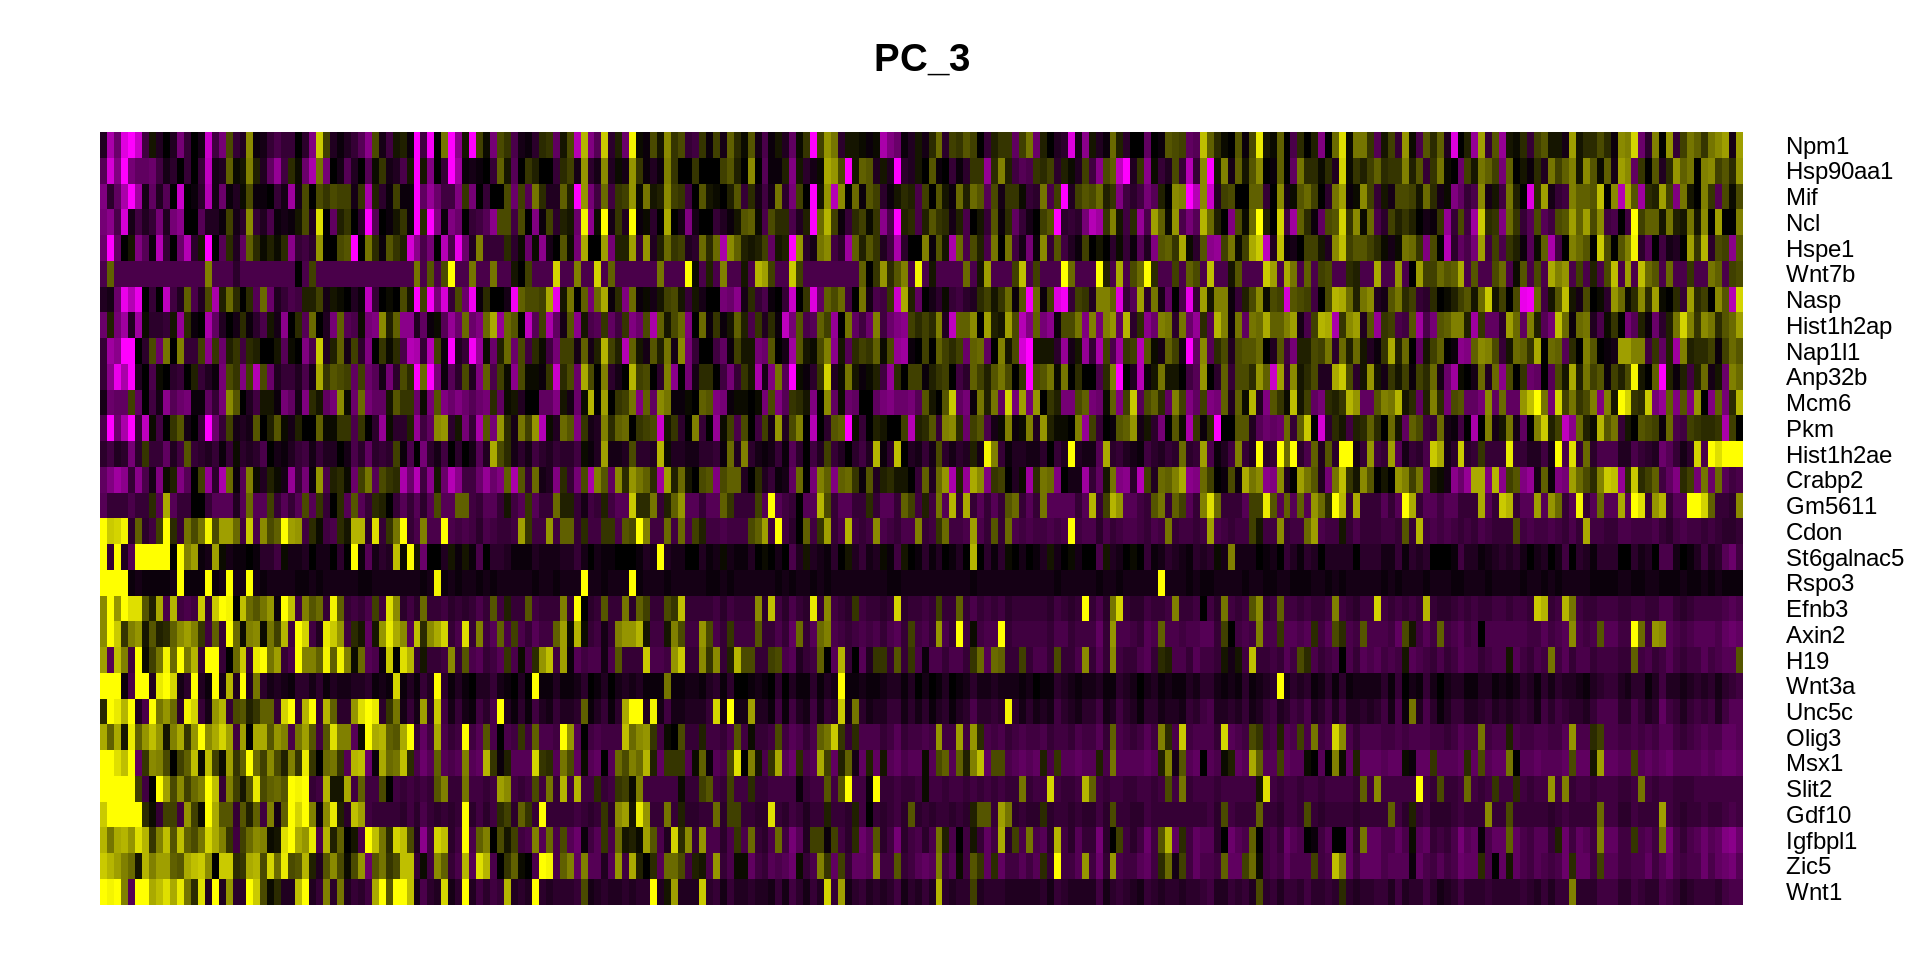 PC_3
Npm1
Hsp90aa1
Mif
Ncl
Hspe1
Wnt7b
Nasp
Hist1h2ap
Nap1l1
Anp32b
Mcm6
Pkm
Hist1h2ae
Crabp2
Gm5611
Cdon
St6galnac5
Rspo3
Efnb3
Axin2
H19
Wnt3a
Unc5c
Olig3
Msx1
Slit2
Gdf10
Igfbpl1
Zic5
Wnt1